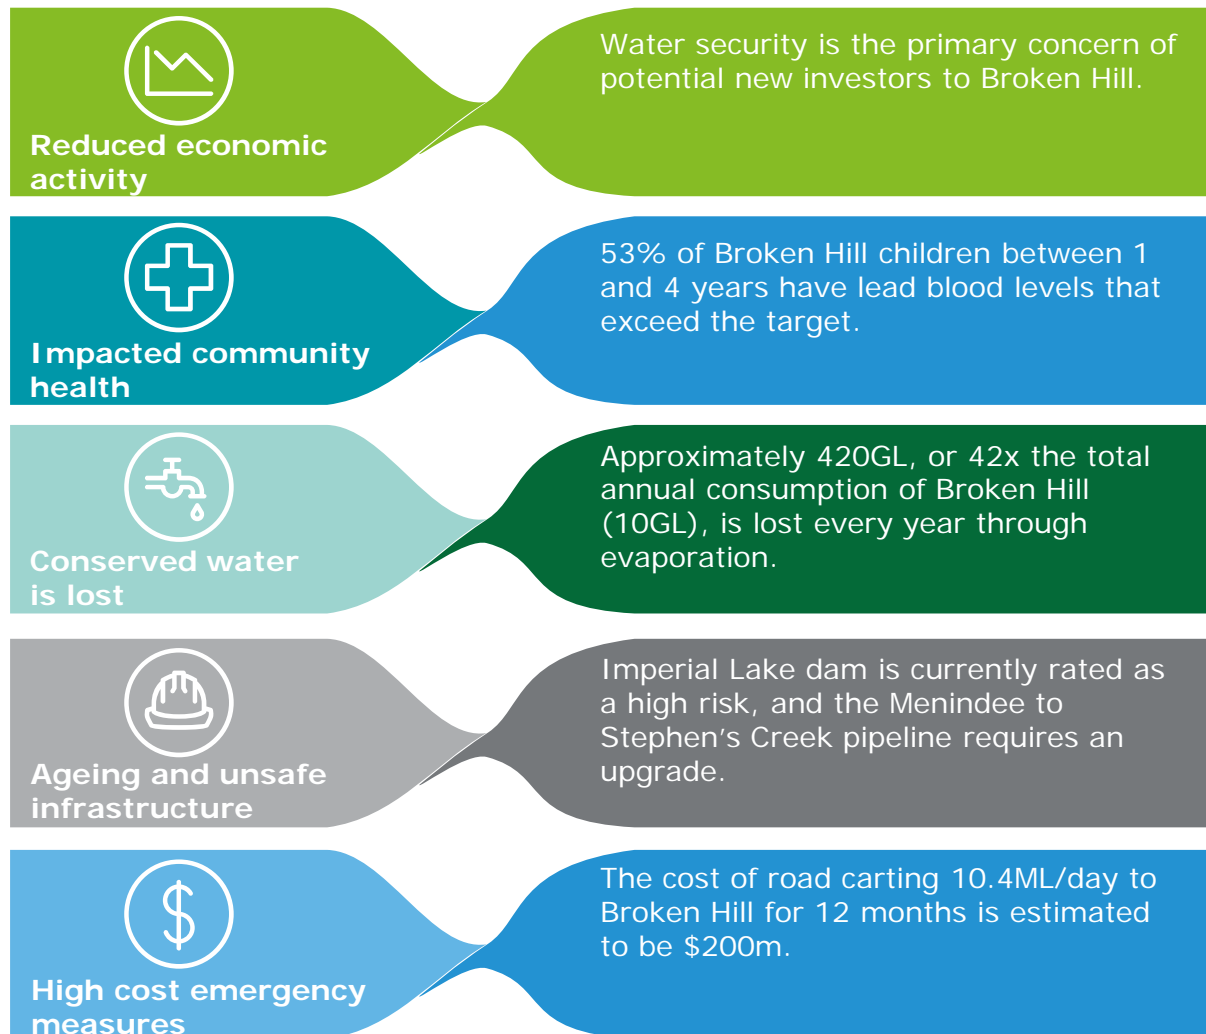 Reduced economic
activity
Water security is the primary concern of
potential new investors to Broken Hill.
Impacted community
health
53% of Broken Hill children between 1
and 4 years have lead blood levels that
exceed the target.
Conserved water
is lost
Approximately 420GL, or 42x the total
annual consumption of Broken Hill
(10GL), is lost every year through
evaporation.
Ageing and unsafe
infrastructure
Imperial Lake dam is currently rated as
a high risk, and the Menindee to
Stephen's Creek pipeline requires an
upgrade.
High cost emergency
measures
The cost of road carting 10.4ML/day to
Broken Hill for 12 months is estimated
to be $200m.